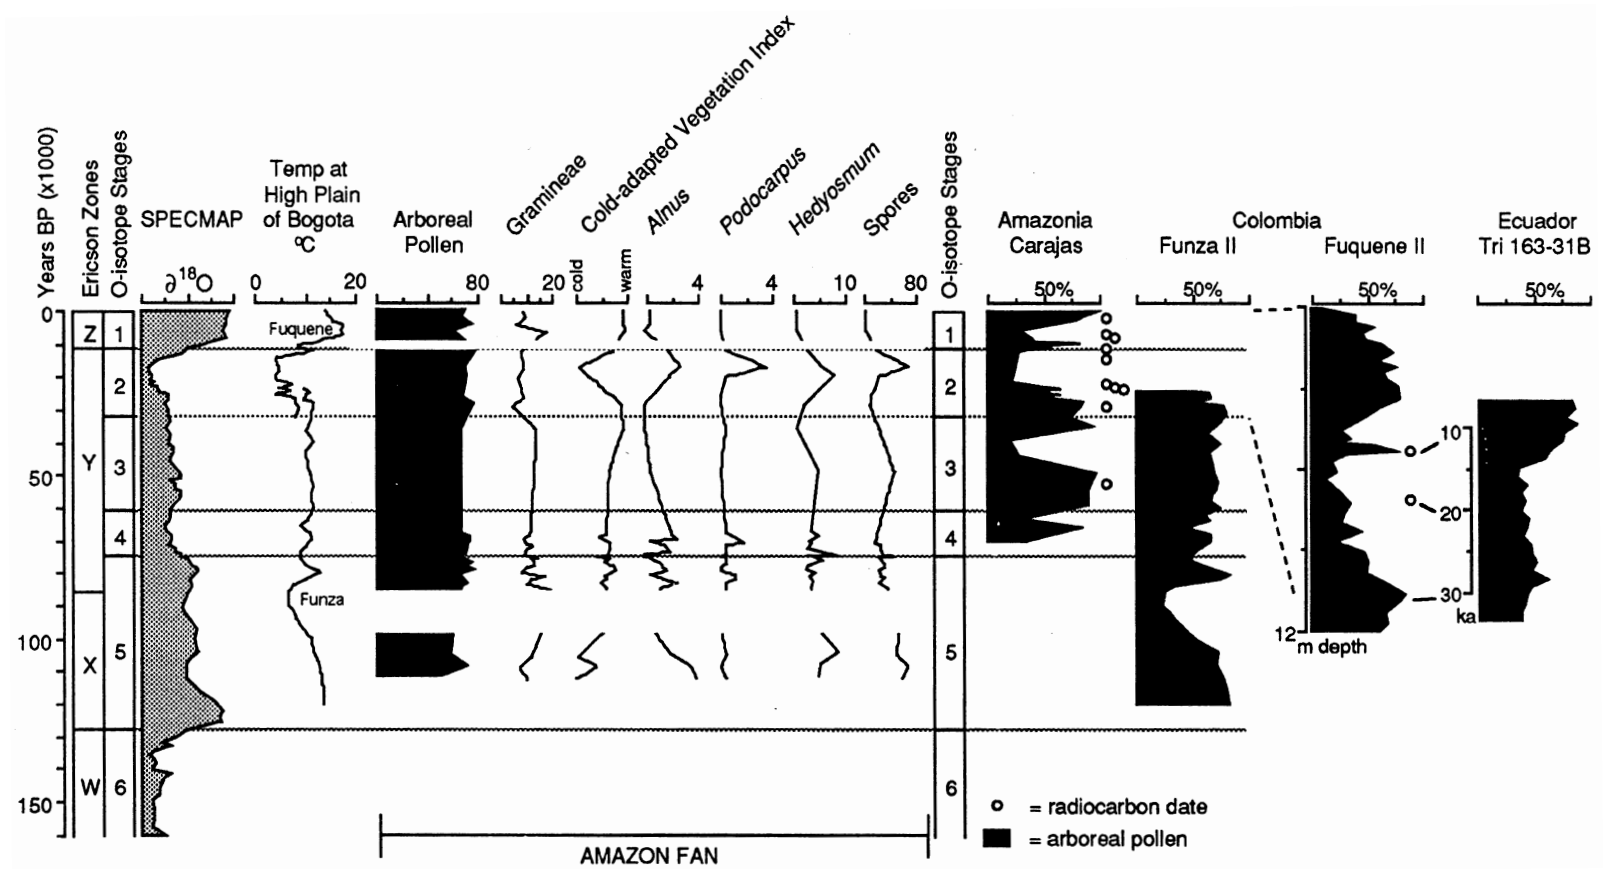 Years BP (x1000)
Ericson Zones
O-isotope Stages
SPECMAP
∂18O
Temp at
High Plain
of Bogota
ºC
0 20
Arboreal
Pollen
80
Gramineae
20
Cold-adapted Vegetation Index
cold
warm
Alnus
4
Podocarpus
4
Hedyosmum
10
Spores
80
O-isotope Stages
Amazonia
Carajas
50%
Colombia
Funza II
50%
Fuquene II
50%
Ecuador
Tri 163-31B
50%
0
50
100
150
Z
Y
X
W
1
2
3
4
5
6
Fuquene
Funza
1
2
3
4
5
6
10
20
30
ka
12
m depth
= radiocarbon date
= arboreal pollen
AMAZON FAN